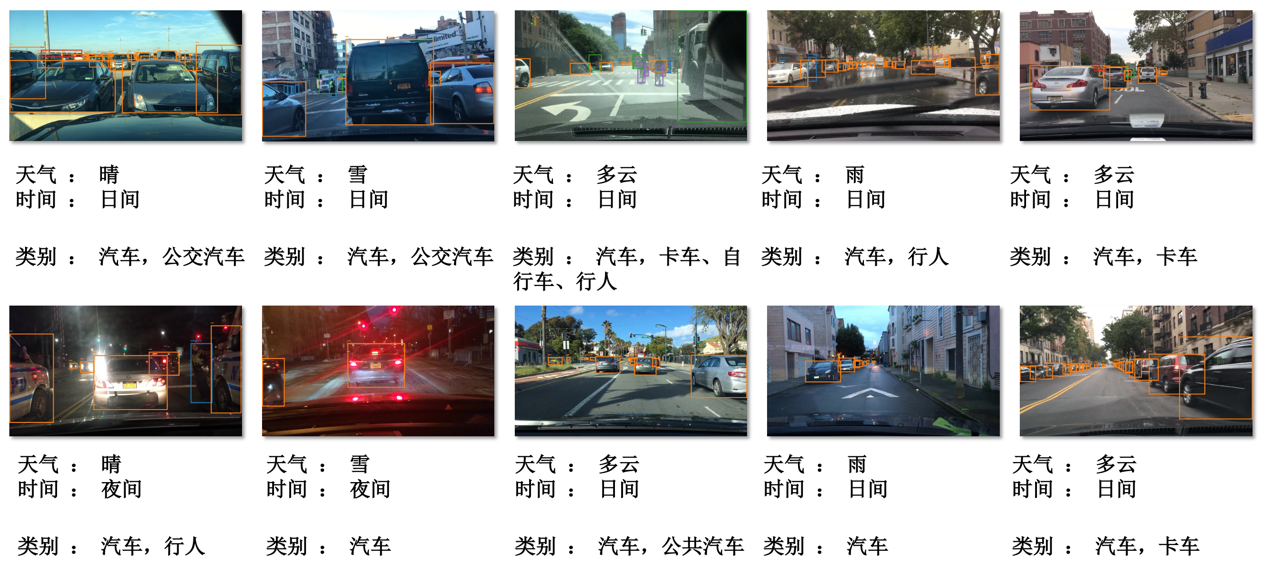 天气 ： 晴
时间 ： 日间
类别 ： 汽车，公交汽车
天气 ： 雪
时间 ： 日间
类别 ： 汽车，公交汽车
天气 ： 多云
时间 ： 日间
类别 ： 汽车，卡车、自
行车、行人
天气 ： 雨
时间 ： 日间
类别 ： 汽车，行人
天气 ： 多云
时间 ： 日间
类别 ： 汽车，卡车
天气 ： 晴
时间 ： 夜间
类别 ： 汽车，行人
天气 ： 雪
时间 ： 夜间
类别 ： 汽车
天气 ： 多云
时间 ： 日间
类别 ： 汽车，公共汽车
天气 ： 雨
时间 ： 日间
类别 ： 汽车
天气 ： 多云
时间 ： 日间
类别 ： 汽车，卡车